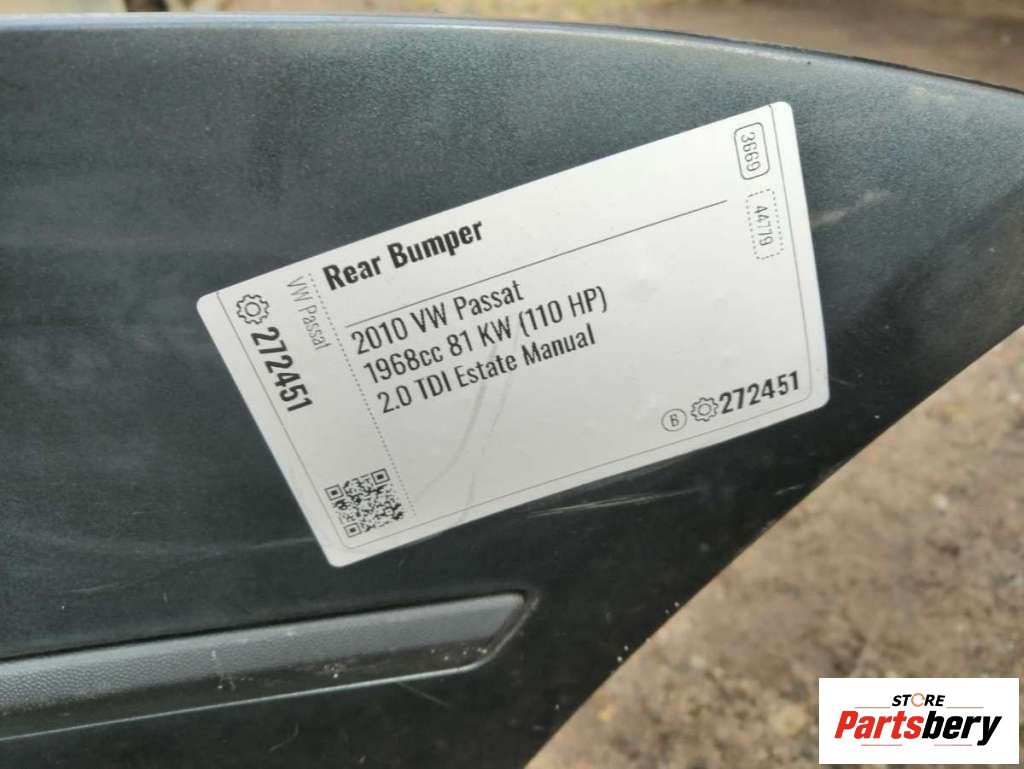 Rear Bumper
2010 VW Passat
1968cc 81 KW (110 HP)
2.0 TDI Estate Manual
VW Passat
272451
3669
44779
B 272451
STORE
Partsbery